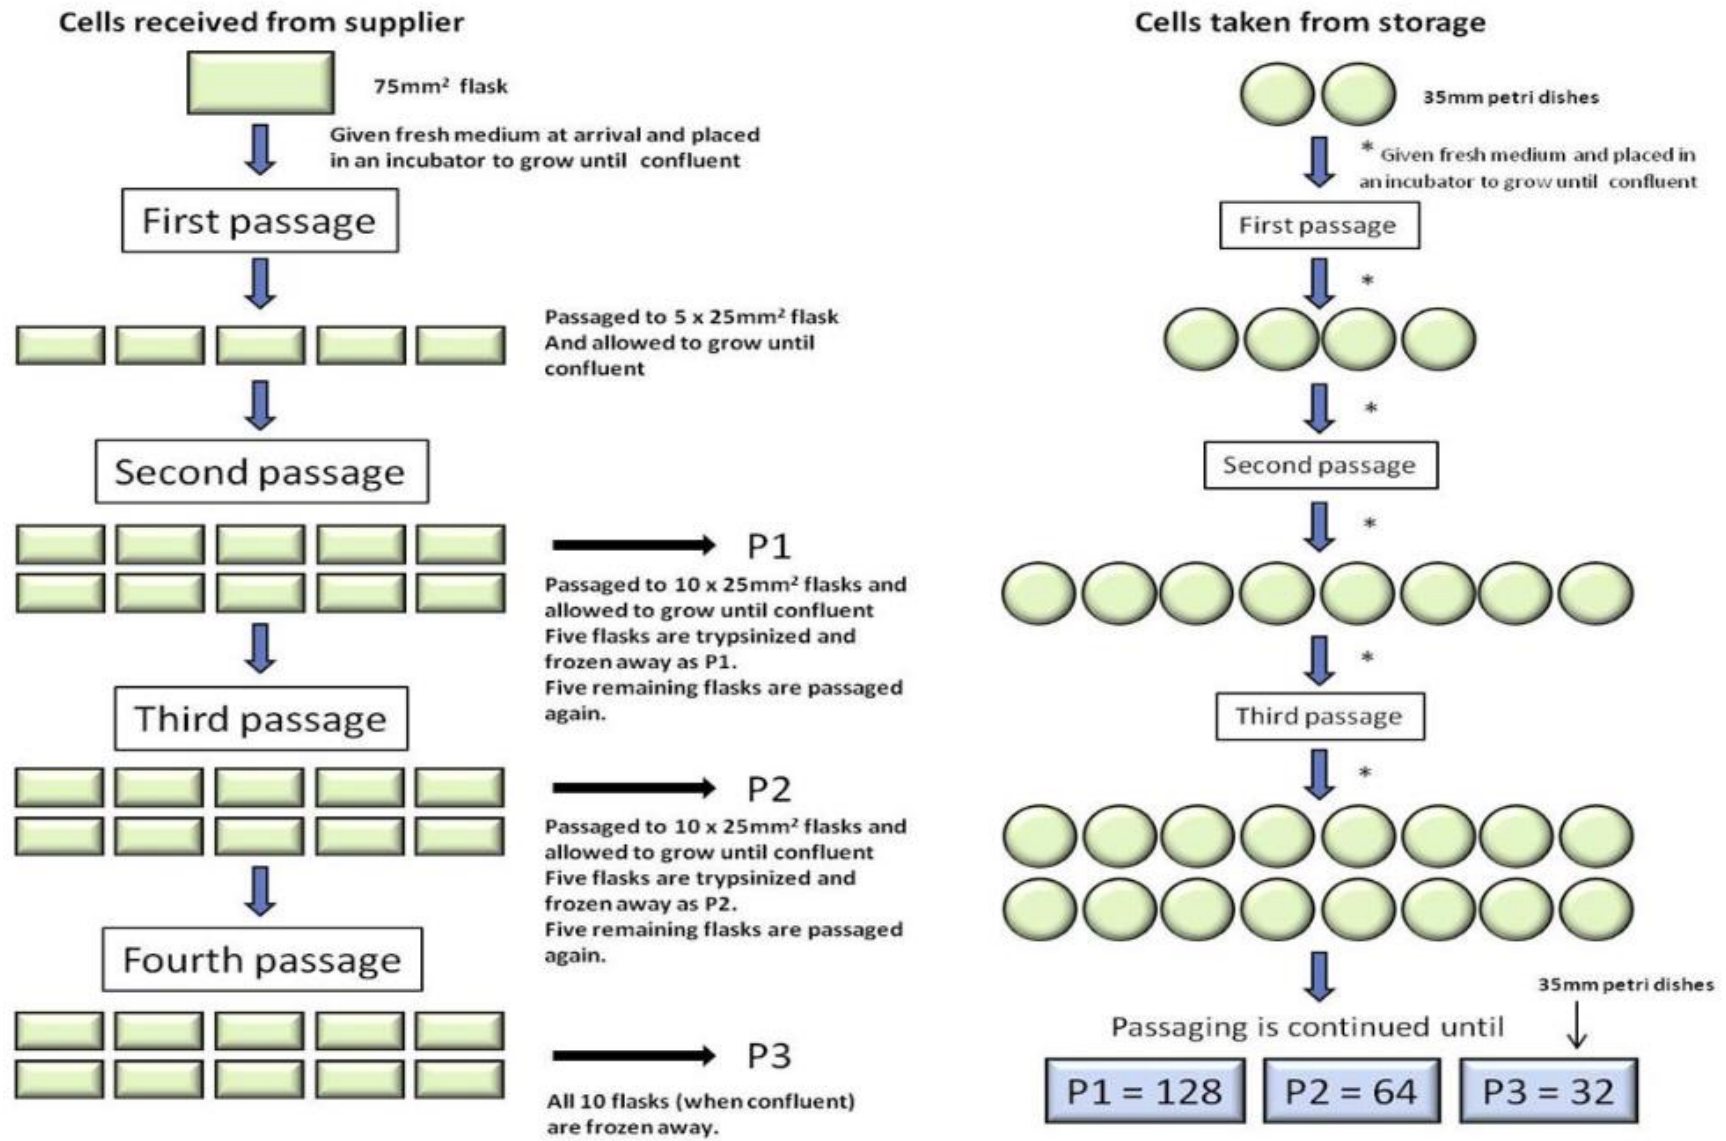 Cells received from supplier
75mm² flask
Given fresh medium at arrival and placed
in an incubator to grow until confluent
First passage
Passaged to 5 x 25mm² flask
And allowed to grow until
confluent
Second passage
P1
Passaged to 10 x 25mm² flasks and
allowed to grow until confluent
Five flasks are trypsinized and
frozen away as P1.
Five remaining flasks are passaged
again.
Third passage
P2
Passaged to 10 x 25mm² flasks and
allowed to grow until confluent
Five flasks are trypsinized and
frozen away as P2.
Five remaining flasks are passaged
again.
Fourth passage
P3
All 10 flasks (when confluent)
are frozen away.
Cells taken from storage
35mm petri dishes
* Given fresh medium and placed in
an incubator to grow until confluent
First passage
*
*
Second passage
*
*
Third passage
*
35mm petri dishes
Passaging is continued until
P1 = 128
P2 = 64
P3 = 32